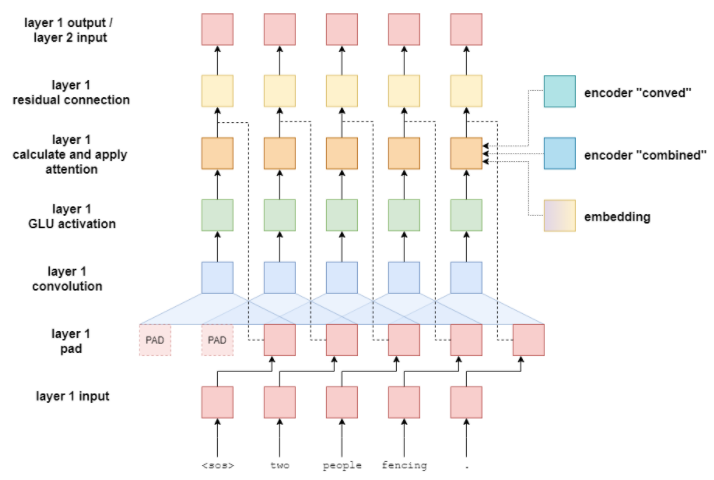 layer 1 output /
layer 2 input
layer 1
residual connection
encoder "conved"
layer 1
calculate and apply
attention
encoder "combined"
layer 1
GLU activation
embedding
layer 1
convolution
layer 1
pad
PAD
PAD
layer 1 input
<sos> two people fencing .